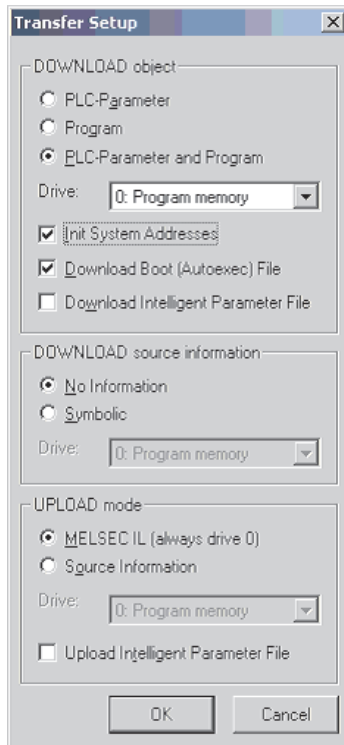 Transfer Setup
DOWNLOAD object
PLC-Parameter
Program
PLC-Parameter and Program
Drive: 0: Program memory
Init System Addresses
Download Boot (Autoexec) File
Download Intelligent Parameter File
DOWNLOAD source information
No Information
Symbolic
Drive: 0: Program memory
UPLOAD mode
MELSEC IL (always drive 0)
Source Information
Drive: 0: Program memory
Upload Intelligent Parameter File
OK Cancel